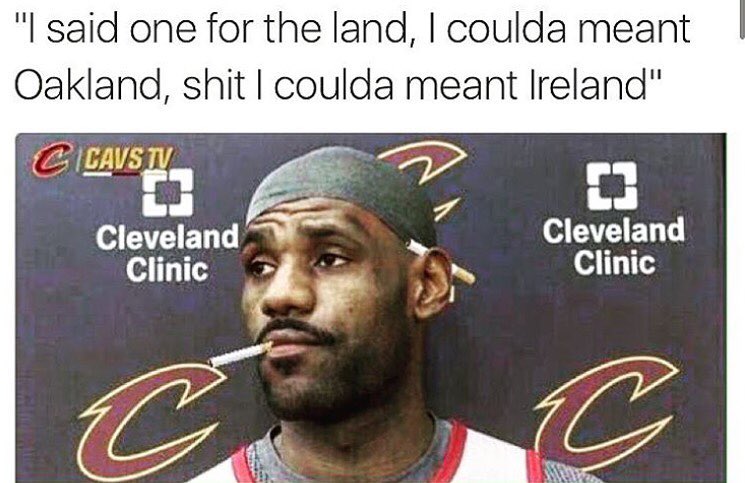 "I said one for the land, I coulda meant
Oakland, shit I coulda meant Ireland"
C CAVS TV
Cleveland
Clinic
Cleveland
Clinic
C
C